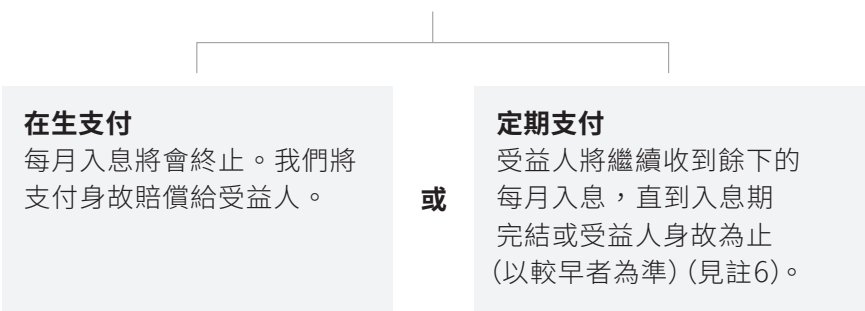 在生支付
每月入息將會終止。我們將
支付身故賠償給受益人。
或
定期支付
受益人將繼續收到餘下的
每月入息，直到入息期
完結或受益人身故為止
(以較早者為準) (見註6)。